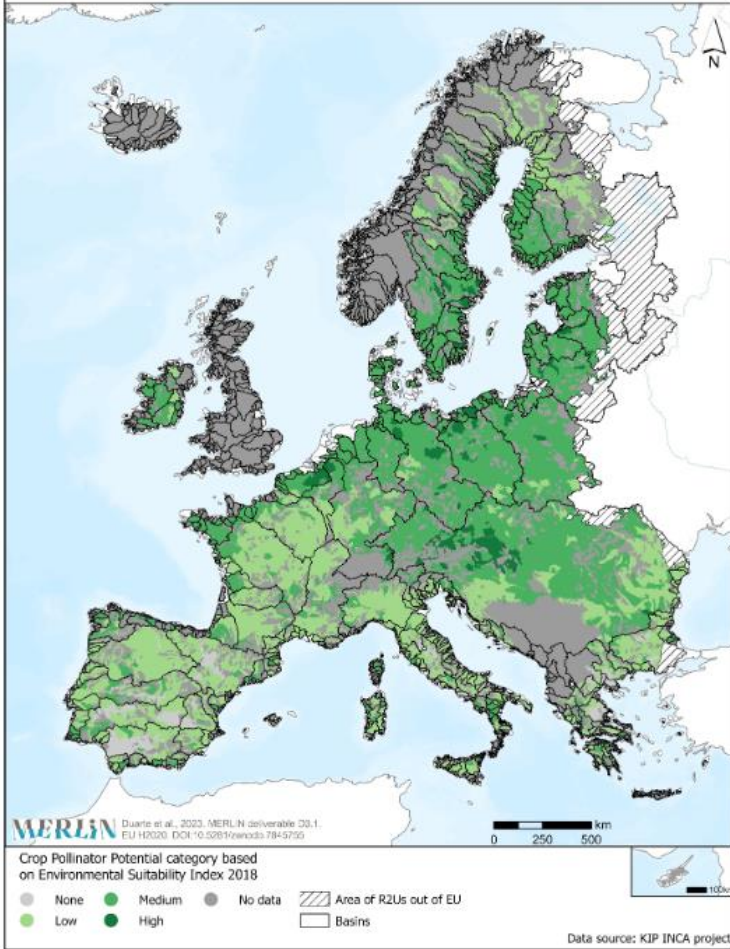 N
MERLIN
Duarte et al., 2023. MERLIN deliverable D3.1.
EU H2020. DOI:10.5281/zenodo.7845755
km
0 250 500
Crop Pollinator Potential category based
on Environmental Suitability Index 2018
None Medium No data Area of R2Us out of EU
Low High Basins
100km
Data source: KIP INCA project